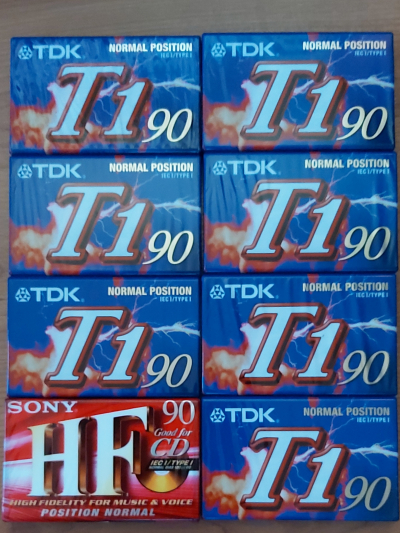 TDK NORMAL POSITION
IEC I/TYPE I
T1 90
TDK NORMAL POSITION
IEC I/TYPE I
T1 90
TDK NORMAL POSITION
IEC I/TYPE I
T1 90
TDK NORMAL POSITION
IEC I/TYPE I
T1 90
TDK NORMAL POSITION
IEC I/TYPE I
T1 90
TDK NORMAL POSITION
IEC I/TYPE I
T1 90
SONY 90
HF Good for
CD
IEC I/TYPE I
HIGH FIDELITY FOR MUSIC & VOICE
POSITION NORMAL
TDK NORMAL POSITION
IEC I/TYPE I
T1 90